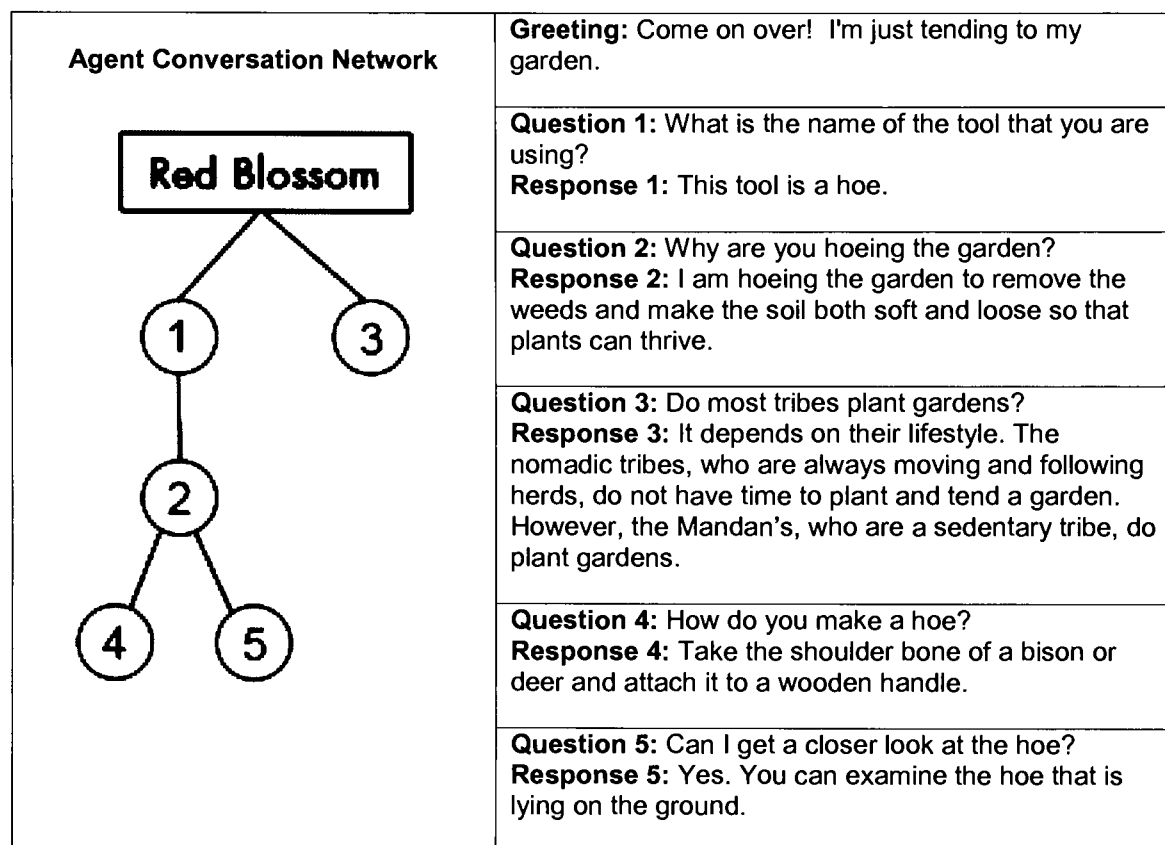 Agent Conversation Network
Red Blossom
1
3
2
4
5
Greeting: Come on over!  I'm just tending to my
garden.
Question 1: What is the name of the tool that you are
using?
Response 1: This tool is a hoe.
Question 2: Why are you hoeing the garden?
Response 2: I am hoeing the garden to remove the
weeds and make the soil both soft and loose so that
plants can thrive.
Question 3: Do most tribes plant gardens?
Response 3: It depends on their lifestyle. The
nomadic tribes, who are always moving and following
herds, do not have time to plant and tend a garden.
However, the Mandan's, who are a sedentary tribe, do
plant gardens.
Question 4: How do you make a hoe?
Response 4: Take the shoulder bone of a bison or
deer and attach it to a wooden handle.
Question 5: Can I get a closer look at the hoe?
Response 5: Yes. You can examine the hoe that is
lying on the ground.